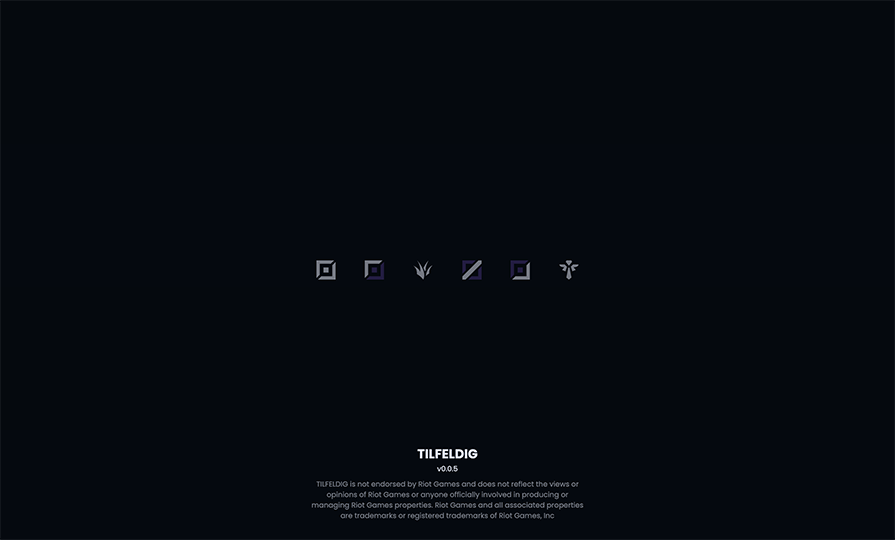 TILFELDIG
v0.0.5
TILFELDIG is not endorsed by Riot Games and does not reflect the views or
opinions of Riot Games or anyone officially involved in producing or
managing Riot Games properties. Riot Games and all associated properties
are trademarks or registered trademarks of Riot Games, Inc